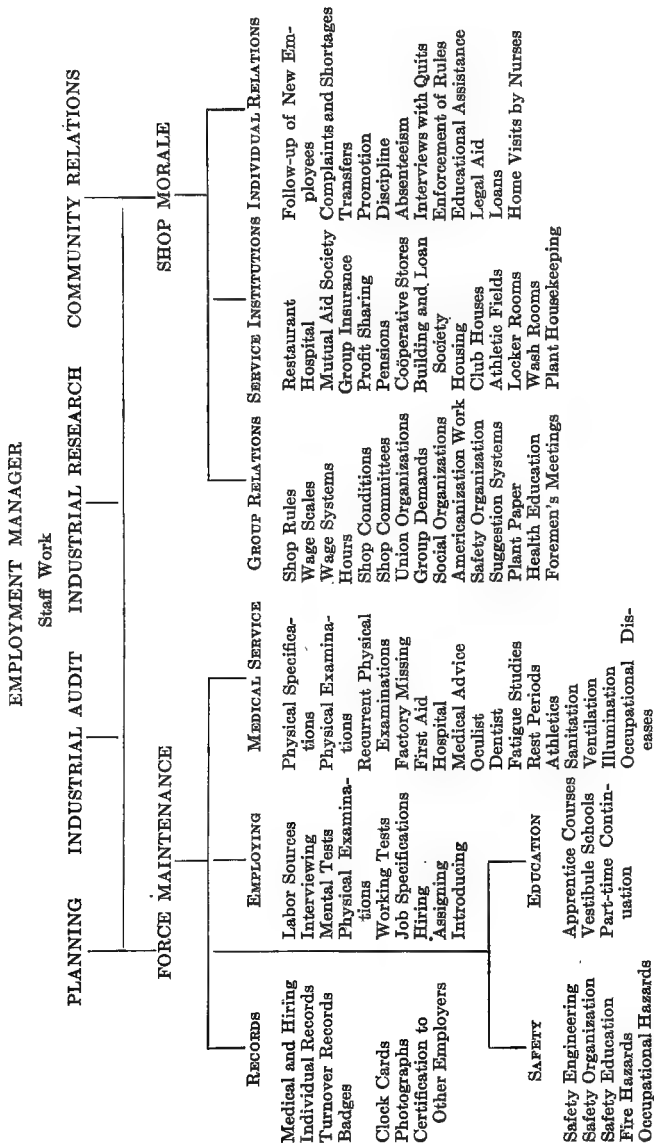 EMPLOYMENT MANAGER
Staff Work
PLANNING INDUSTRIAL AUDIT INDUSTRIAL RESEARCH COMMUNITY RELATIONS
FORCE MAINTENANCE
SHOP MORALE
RECORDS
Medical and Hiring
Individual Records
Turnover Records
Badges
Clock Cards
Photographs
Certification to
Other Employers
EMPLOYING
Labor Sources
Interviewing
Mental Tests
Physical Examina-
tions
Working Tests
Job Specifications
Hiring
Assigning
Introducing
MEDICAL SERVICE
Physical Specifica-
tions
Physical Examina-
tions
Recurrent Physical
Examinations
Factory Missing
First Aid
Hospital
Medical Advice
Oculist
Dentist
Fatigue Studies
Rest Periods
Athletics
Sanitation
Ventilation
Illumination
Occupational Dis-
eases
GROUP RELATIONS
Shop Rules
Wage Scales
Wage Systems
Hours
Shop Conditions
Shop Committees
Union Organizations
Group Demands
Social Organizations
Americanization Work
Safety Organization
Suggestion Systems
Plant Paper
Health Education
Foremen's Meetings
SERVICE INSTITUTIONS
Restaurant
Hospital
Mutual Aid Society
Group Insurance
Profit Sharing
Pensions
Coöperative Stores
Building and Loan
Society
Housing
Club Houses
Athletic Fields
Locker Rooms
Wash Rooms
Plant Housekeeping
INDIVIDUAL RELATIONS
Follow-up of New Em-
ployees
Complaints and Shortages
Transfers
Promotion
Discipline
Absenteeism
Interviews with Quits
Enforcement of Rules
Educational Assistance
Legal Aid
Loans
Home Visits by Nurses
SAFETY
Safety Engineering
Safety Organization
Safety Education
Fire Hazards
Occupational Hazards
EDUCATION
Apprentice Courses
Vestibule Schools
Part-time Contin-
uation